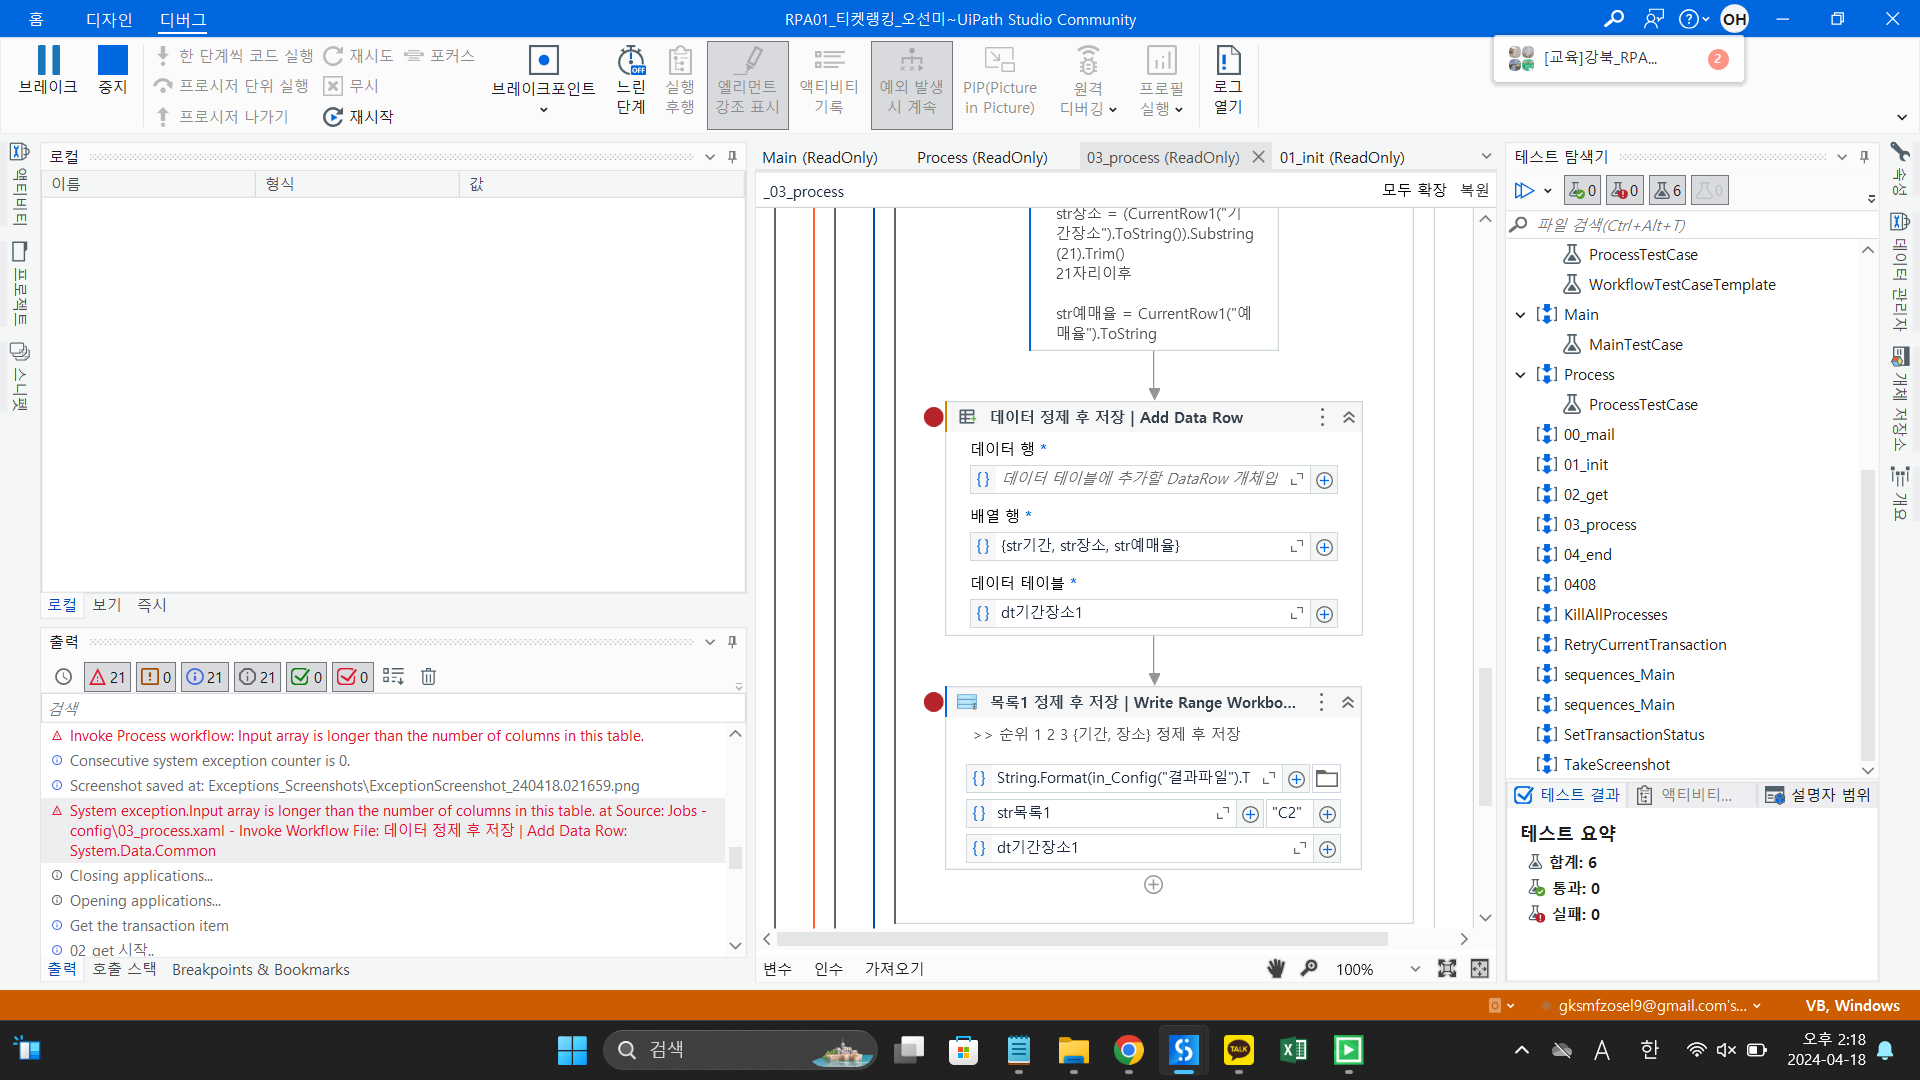 홈
디자인
디버그
RPA01_티켓랭킹_오선미~UiPath Studio Community
OH
브레이크
중지
한 단계씩 코드 실행
프로시저 단위 실행
프로시저 나가기
재시도
무시
재시작
포커스
브레이크포인트
느린
단계
OFF
실행
후행
엘리먼트
강조 표시
액티비티
기록
예외 발생
시 계속
PIP(Picture
in Picture)
원격
디버깅
프로필
실행
로그
열기
[교육]강북_RPA...
2
액티비티
프로젝트
스니펫
로컬
이름
형식
값
로컬
보기
즉시
출력
21
0
21
21
0
0
검색
Invoke Process workflow: Input array is longer than the number of columns in this table.
Consecutive system exception counter is 0.
Screenshot saved at: Exceptions_Screenshots\ExceptionScreenshot_240418.021659.png
System exception.Input array is longer than the number of columns in this table. at Source: Jobs -
config\03_process.xaml - Invoke Workflow File: 데이터 정제 후 저장 | Add Data Row:
System.Data.Common
Closing applications...
Opening applications...
Get the transaction item
02_get 시작..
출력
호출 스택
Breakpoints & Bookmarks
Main (ReadOnly)
Process (ReadOnly)
03_process (ReadOnly)
01_init (ReadOnly)
_03_process
모두 확장
복원
str장소 = (CurrentRow1("기
간장소").ToString()).Substring
(21).Trim()
21자리이후
str예매율 = CurrentRow1("예
매율").ToString
데이터 정제 후 저장 | Add Data Row
데이터 행 *
데이터 테이블에 추가할 DataRow 개체입
배열 행 *
{str기간, str장소, str예매율}
데이터 테이블 *
dt기간장소1
목록1 정제 후 저장 | Write Range Workbo...
>> 순위 1 2 3 {기간, 장소} 정제 후 저장
String.Format(in_Config("결과파일").T
str목록1
"C2"
dt기간장소1
변수
인수
가져오기
100%
테스트 탐색기
0
0
6
0
파일 검색(Ctrl+Alt+T)
ProcessTestCase
WorkflowTestCaseTemplate
Main
MainTestCase
Process
ProcessTestCase
00_mail
01_init
02_get
03_process
04_end
0408
KillAllProcesses
RetryCurrentTransaction
sequences_Main
sequences_Main
SetTransactionStatus
TakeScreenshot
테스트 결과
액티비티...
설명자 범위
테스트 요약
합계: 6
통과: 0
실패: 0
속성
데이터 관리자
개체 저장소
개요
gksmfzosel9@gmail.com's...
VB, Windows
검색
TALK
A
한
오후 2:18
2024-04-18